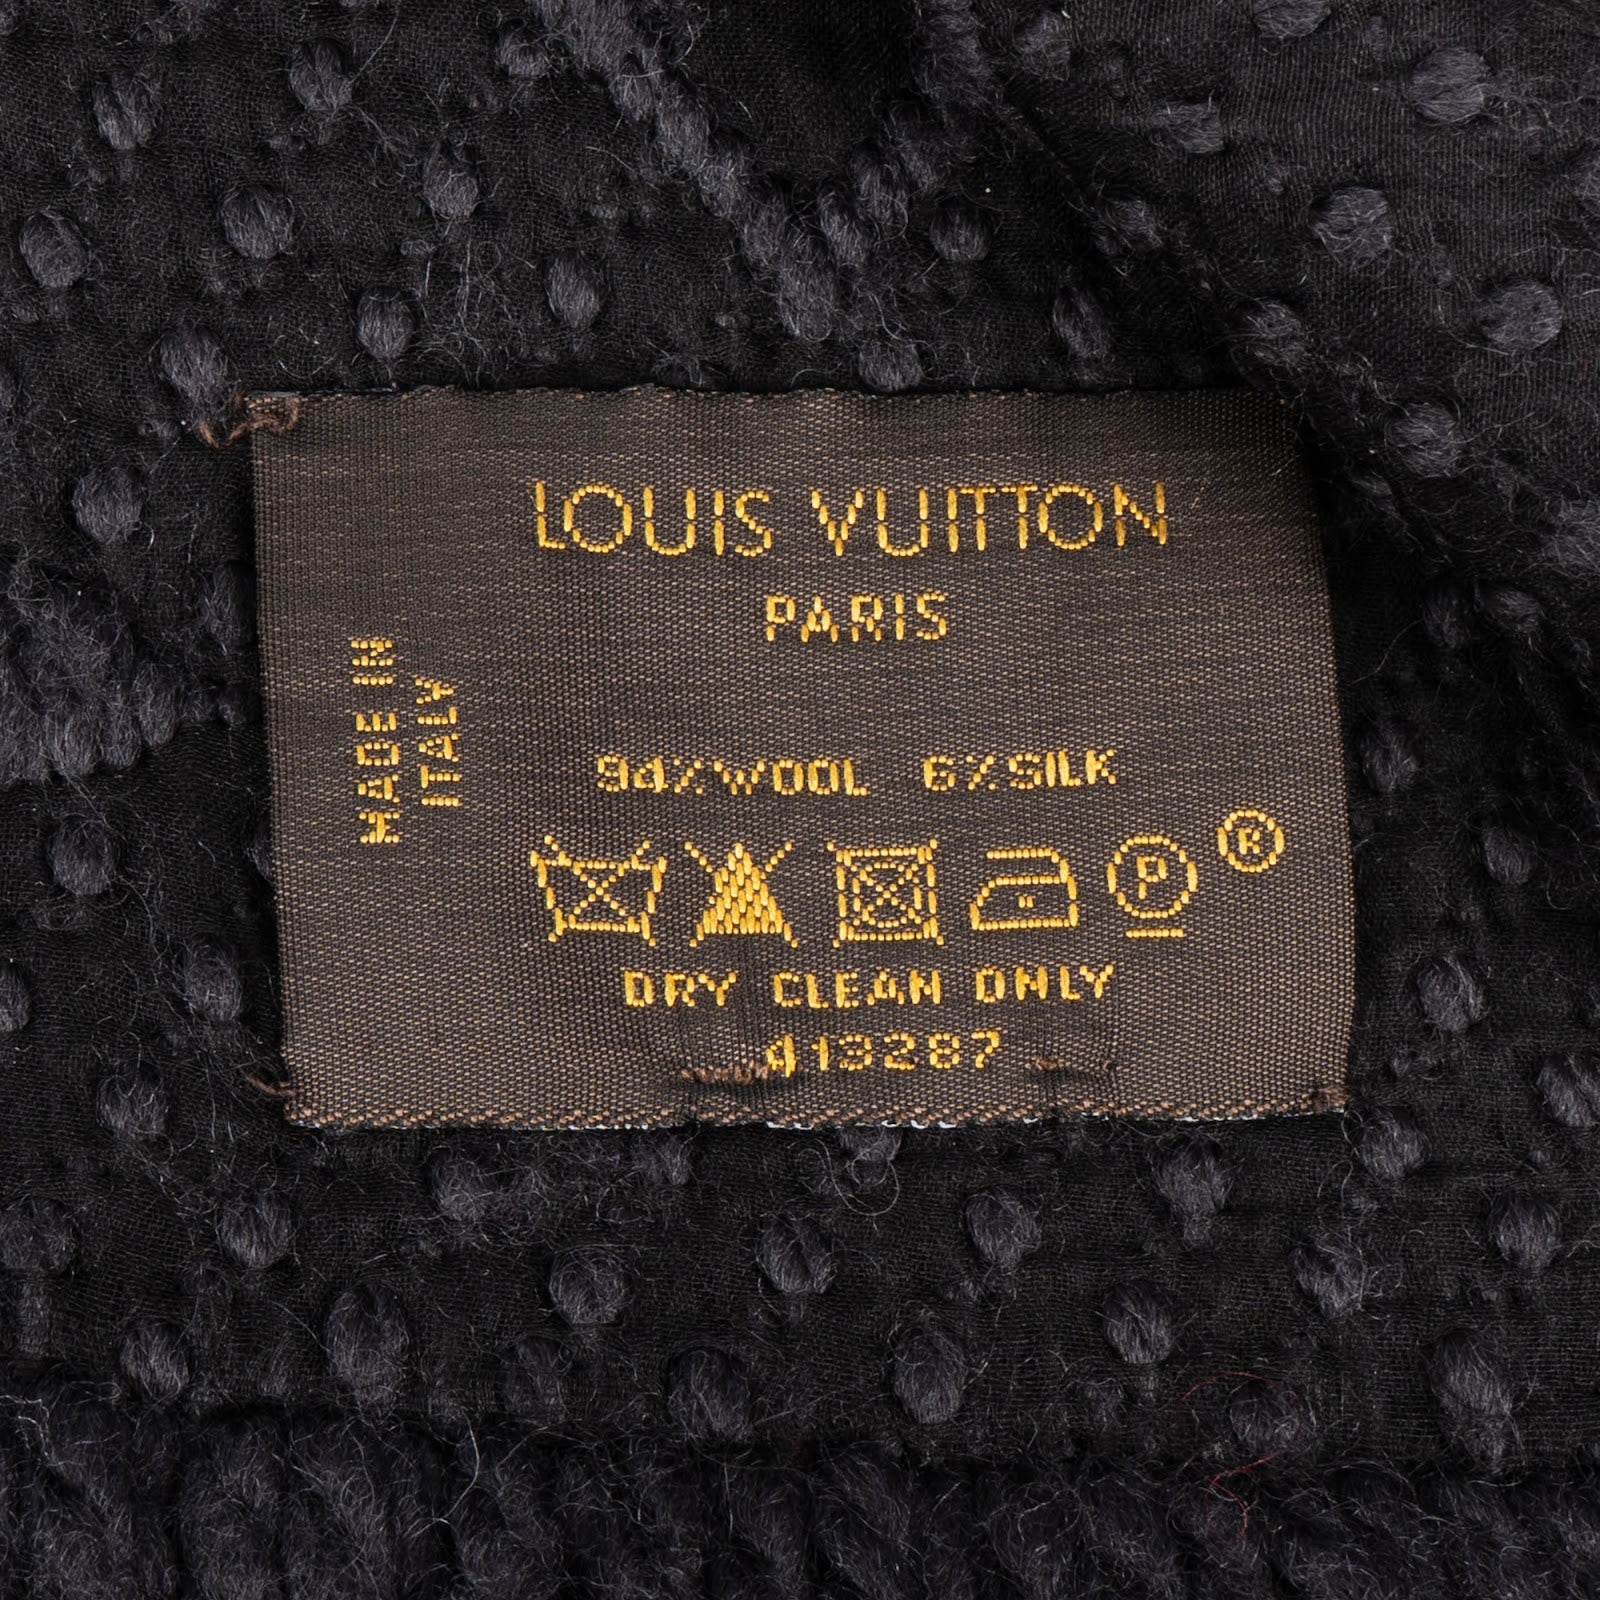 LOUIS VUITTON
PARIS
MADE IN
ITALY
94% WOOL 6% SILK
P
®
DRY CLEAN ONLY
413287